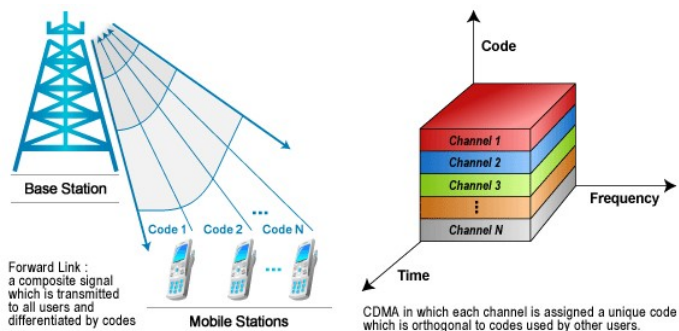 Base Station
Code 1 Code 2 ... Code N
...
Forward Link :
a composite signal
which is transmitted
to all users and
differentiated by codes
Mobile Stations
Code
Channel 1
Channel 2
Channel 3
⋮
Channel N
Frequency
Time
CDMA in which each channel is assigned a unique code
which is orthogonal to codes used by other users.